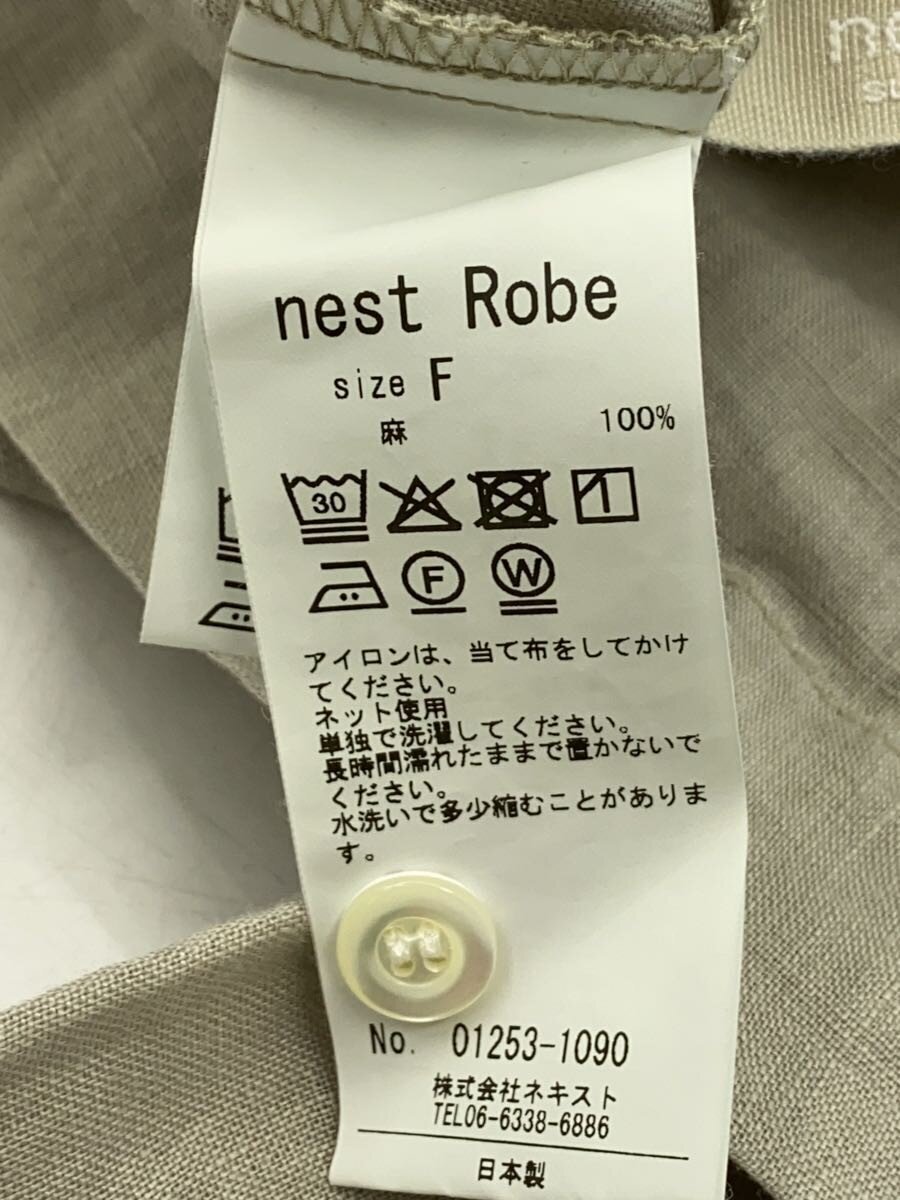 nest Robe
size F
麻 100%
30
F W
アイロンは、当て布をしてかけ
てください。
ネット使用
単独で洗濯してください。
長時間濡れたままで置かないで
ください。
水洗いで多少縮むことがありま
す。
No. 01253-1090
株式会社ネキスト
TEL06-6338-6886
日本製